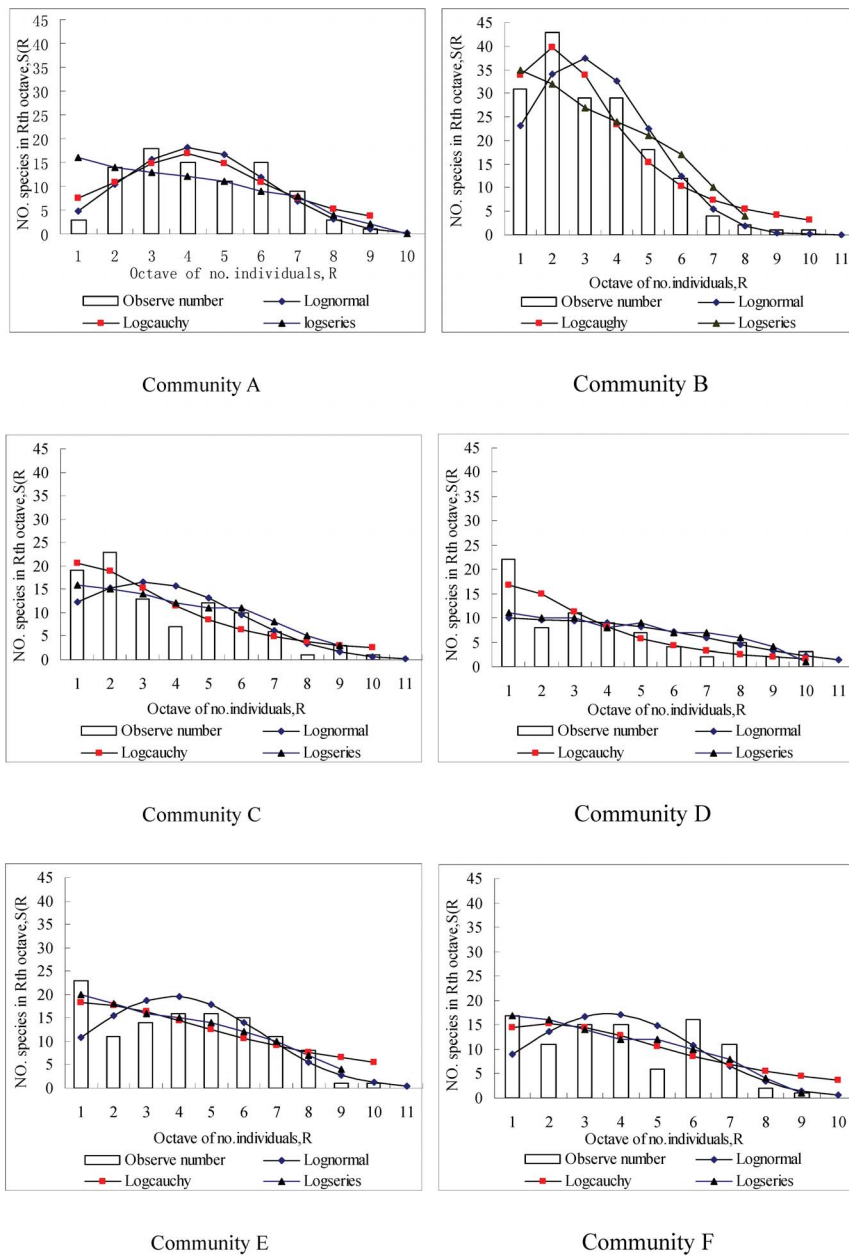 45
40
35
30
25
20
15
10
5
0
NO. species in Rth octave,S(R
1 2 3 4 5 6 7 8 9 10
Octave of no.individuals,R
Observe number Lognormal
Logcauchy logseries
Community A
45
40
35
30
25
20
15
10
5
0
NO. species in Rth octave,S(R
1 2 3 4 5 6 7 8 9 10 11
Octave of no.individuals,R
Observe number Lognormal
Logcaughy Logseries
Community B
45
40
35
30
25
20
15
10
5
0
NO. species in Rth octave,S(R
1 2 3 4 5 6 7 8 9 10 11
Octave of no.individuals,R
Observe number Lognormal
Logcauchy Logseries
Community C
45
40
35
30
25
20
15
10
5
0
NO. species in Rth octave,S(R
1 2 3 4 5 6 7 8 9 10 11
Octave of no.individuals,R
Observe number Lognormal
Logcauchy Logseries
Community D
45
40
35
30
25
20
15
10
5
0
NO. species in Rth octave,S(R
1 2 3 4 5 6 7 8 9 10 11
Octave of no.individuals,R
Observe number Lognormal
Logcauchy Logseries
Community E
45
40
35
30
25
20
15
10
5
0
NO. species in Rth octave,S(R
1 2 3 4 5 6 7 8 9 10
Octave of no.individuals,R
Observe number Lognormal
Logcauchy Logseries
Community F